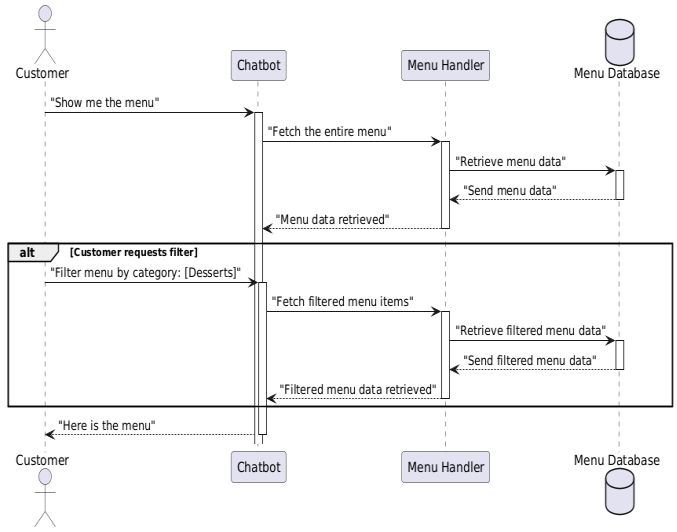 Customer
Chatbot
Menu Handler
Menu Database
"Show me the menu"
"Fetch the entire menu"
"Retrieve menu data"
"Send menu data"
"Menu data retrieved"
alt [Customer requests filter]
"Filter menu by category: [Desserts]"
"Fetch filtered menu items"
"Retrieve filtered menu data"
"Send filtered menu data"
"Filtered menu data retrieved"
"Here is the menu"
Customer
Chatbot
Menu Handler
Menu Database